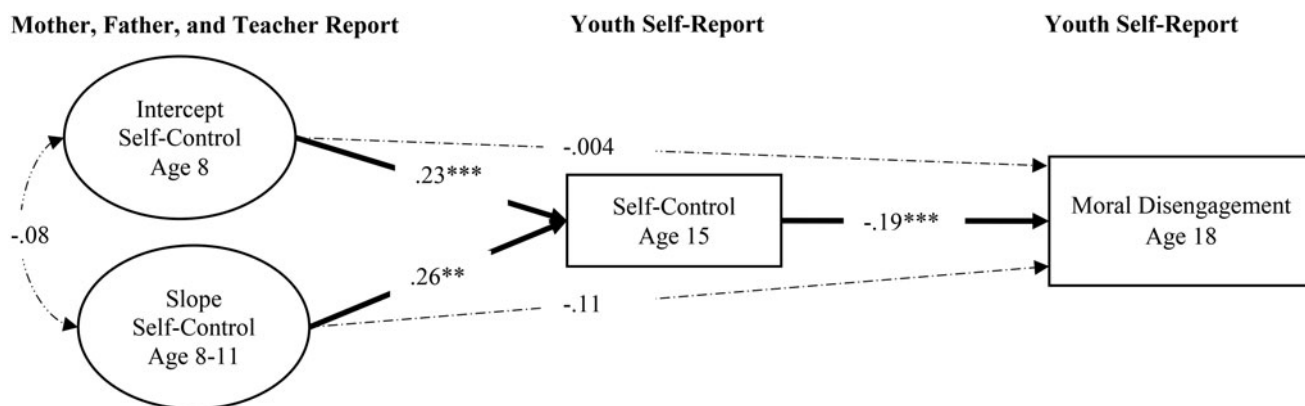 Mother, Father, and Teacher Report
Youth Self-Report
Youth Self-Report
Intercept
Self-Control
Age 8
-.004
.23***
Self-Control
Age 15
-.19***
Moral Disengagement
Age 18
-.08
.26**
-.11
Slope
Self-Control
Age 8-11